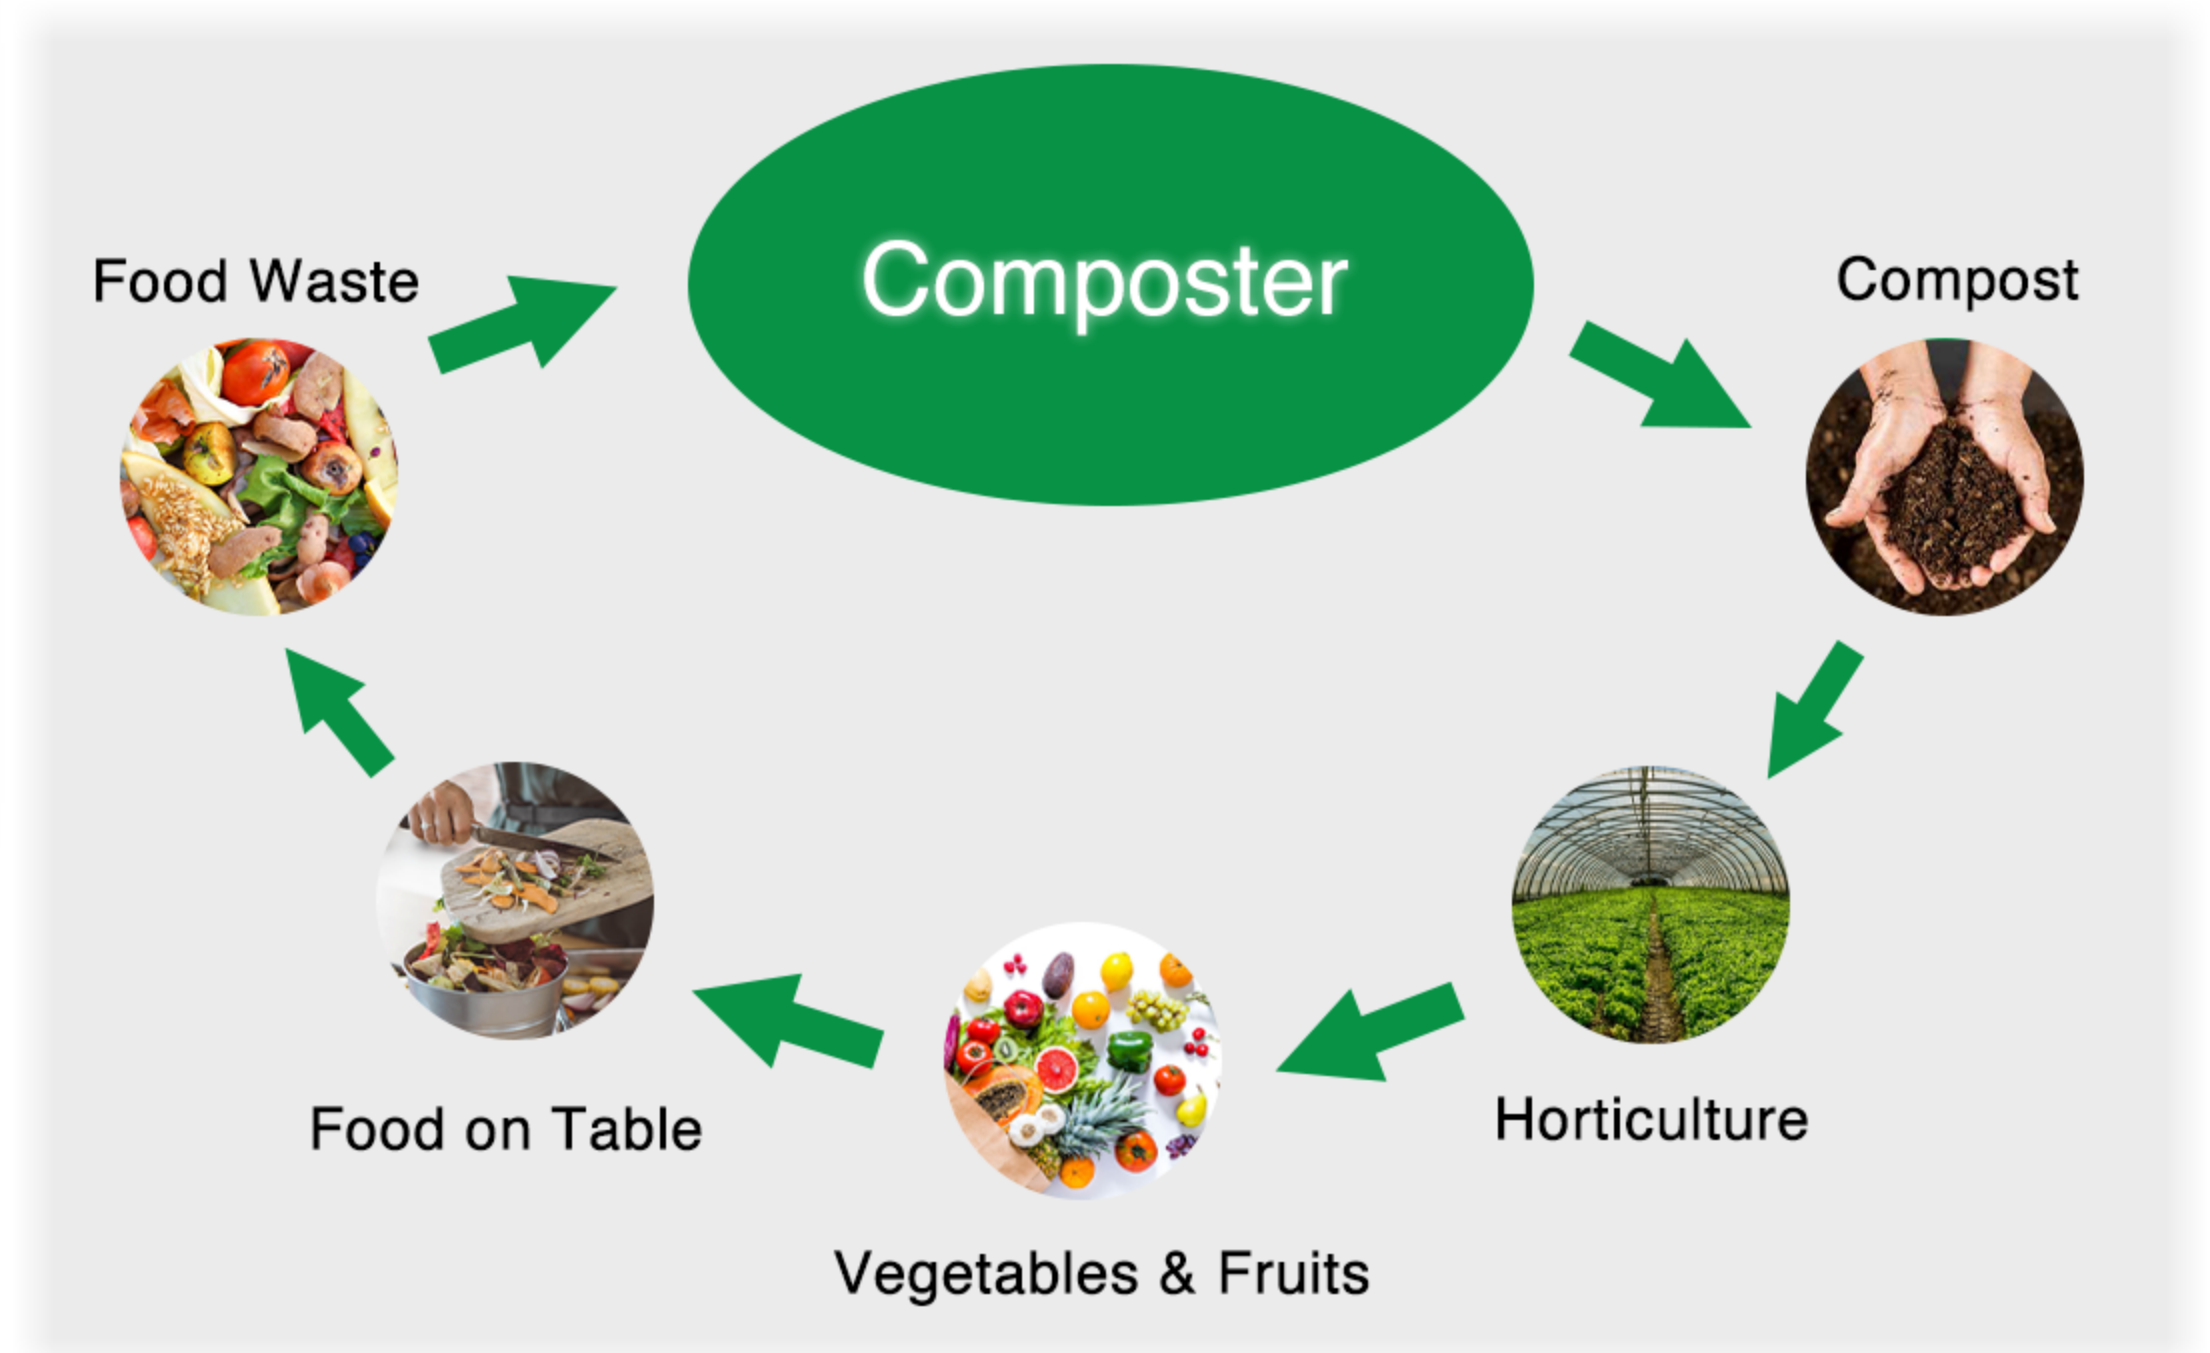 Composter
Food Waste
Compost
Food on Table
Horticulture
Vegetables & Fruits